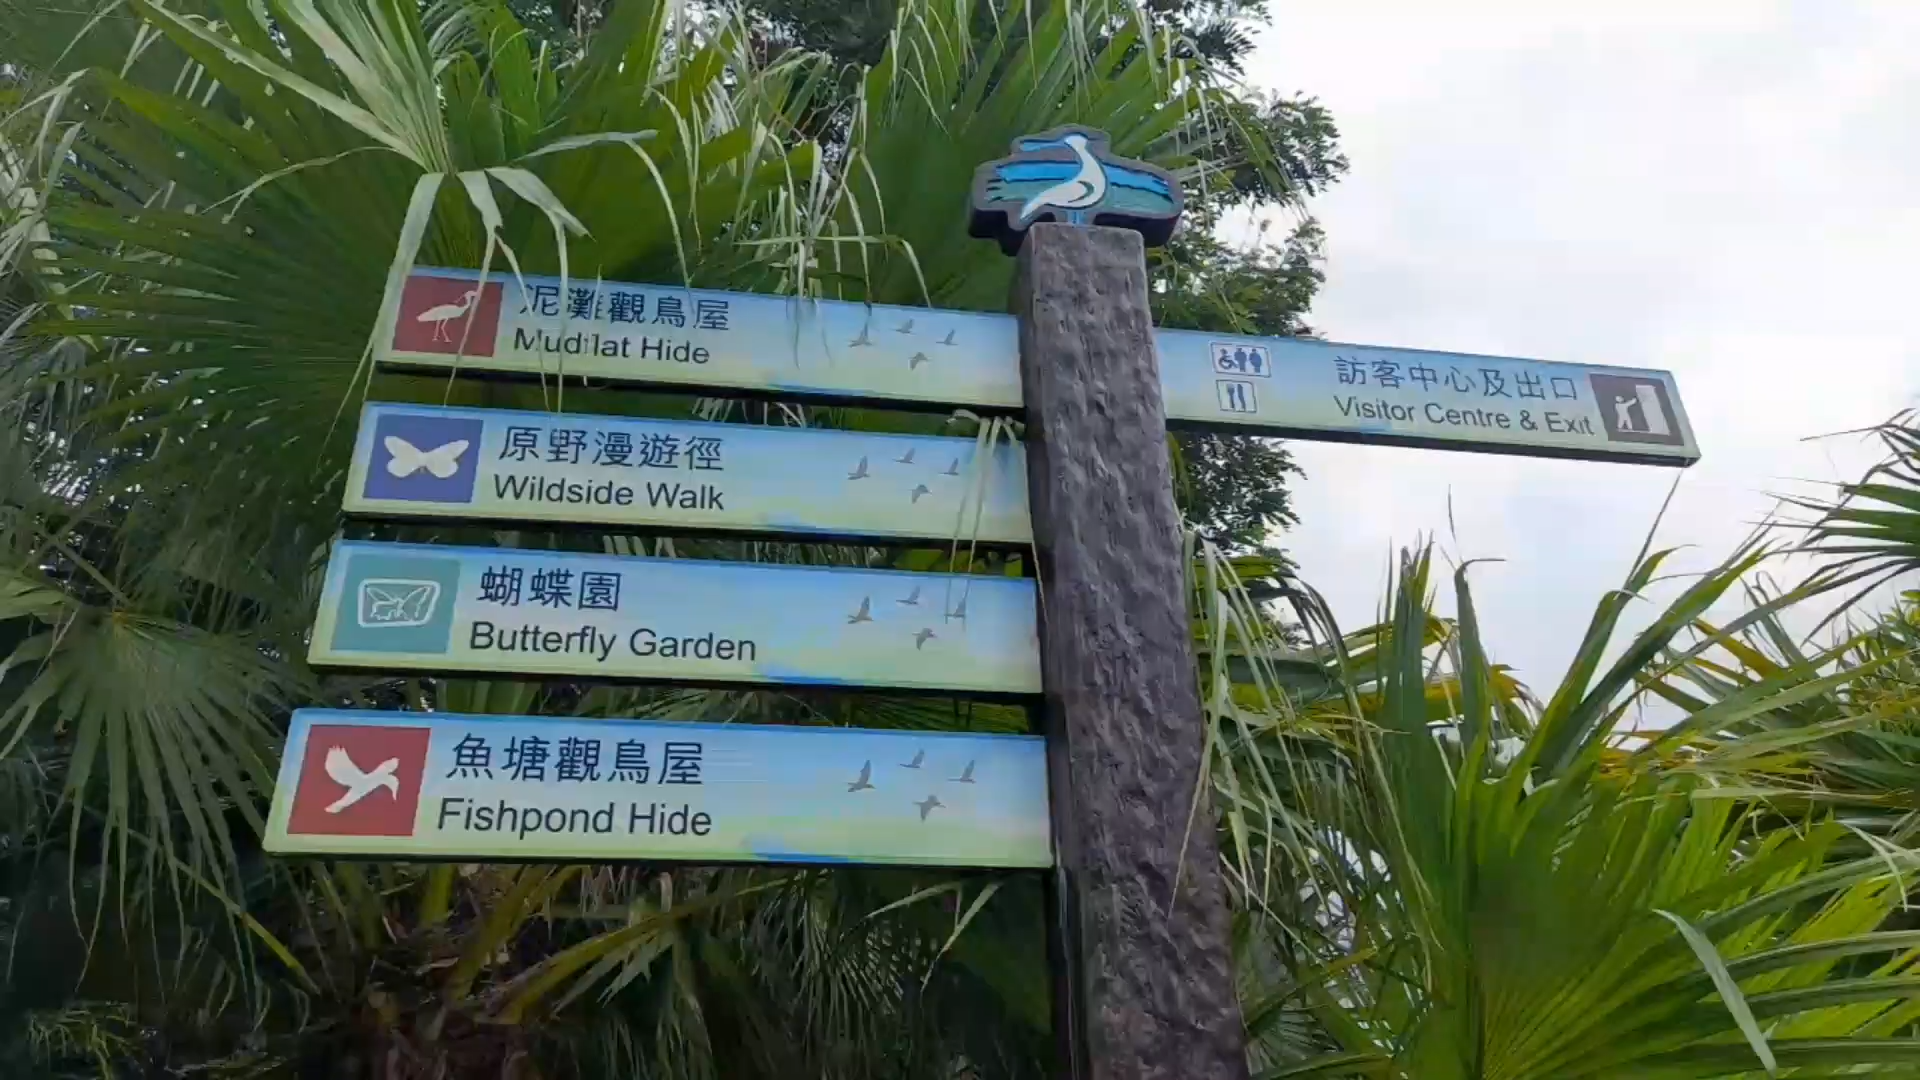 泥灘觀鳥屋
Mudflat Hide
訪客中心及出口
Visitor Centre & Exit
原野漫遊徑
Wildside Walk
蝴蝶園
Butterfly Garden
魚塘觀鳥屋
Fishpond Hide